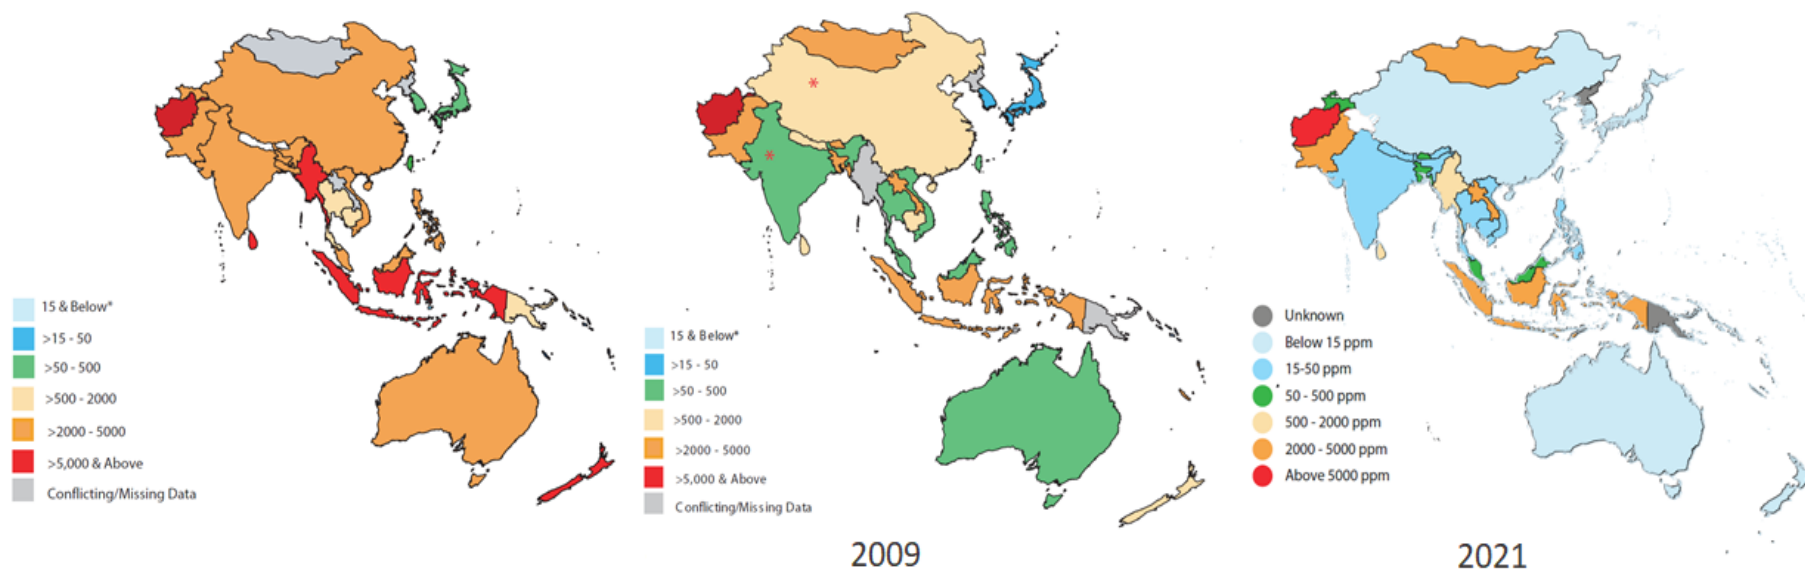 15 & Below*
>15 - 50
>50 - 500
>500 - 2000
>2000 - 5000
>5,000 & Above
Conflicting/Missing Data
15 & Below*
>15 - 50
>50 - 500
>500 - 2000
>2000 - 5000
>5,000 & Above
Conflicting/Missing Data
2009
Unknown
Below 15 ppm
15-50 ppm
50 - 500 ppm
500 - 2000 ppm
2000 - 5000 ppm
Above 5000 ppm
2021